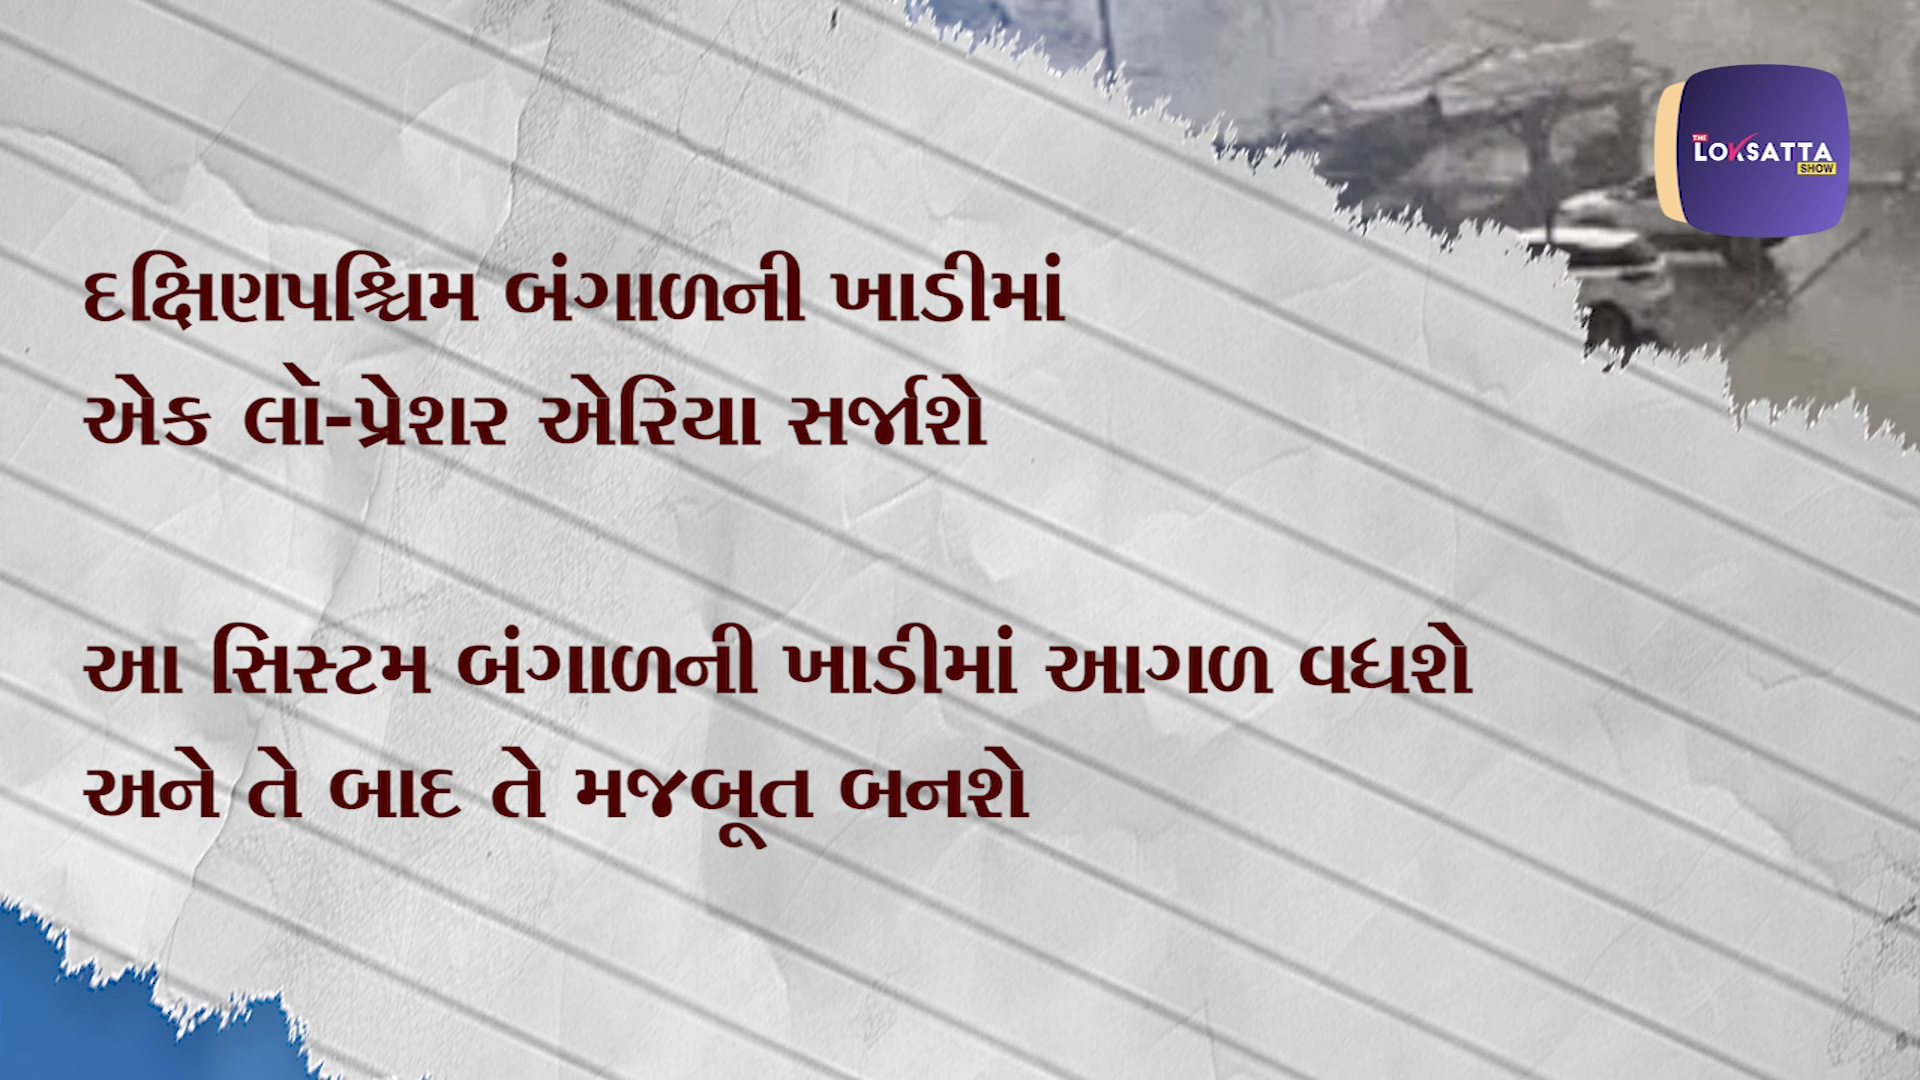 THE
LOKSATTA
SHOW
દક્ષિણપશ્ચિમ બંગાળની ખાડીમાં
એક લૉ-પ્રેશર એરિયા સર્જાશે
આ સિસ્ટમ બંગાળની ખાડીમાં આગળ વધશે
અને તે બાદ તે મજબૂત બનશે